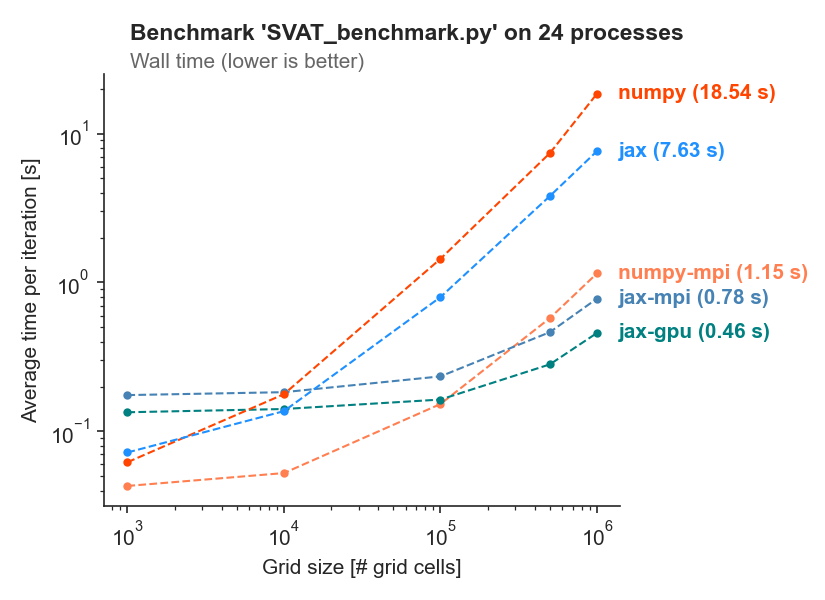 Benchmark 'SVAT_benchmark.py' on 24 processes
Wall time (lower is better)
Average time per iteration [s]
10¹
10⁰
10⁻¹
numpy (18.54 s)
jax (7.63 s)
numpy-mpi (1.15 s)
jax-mpi (0.78 s)
jax-gpu (0.46 s)
10³ 10⁴ 10⁵ 10⁶
Grid size [# grid cells]